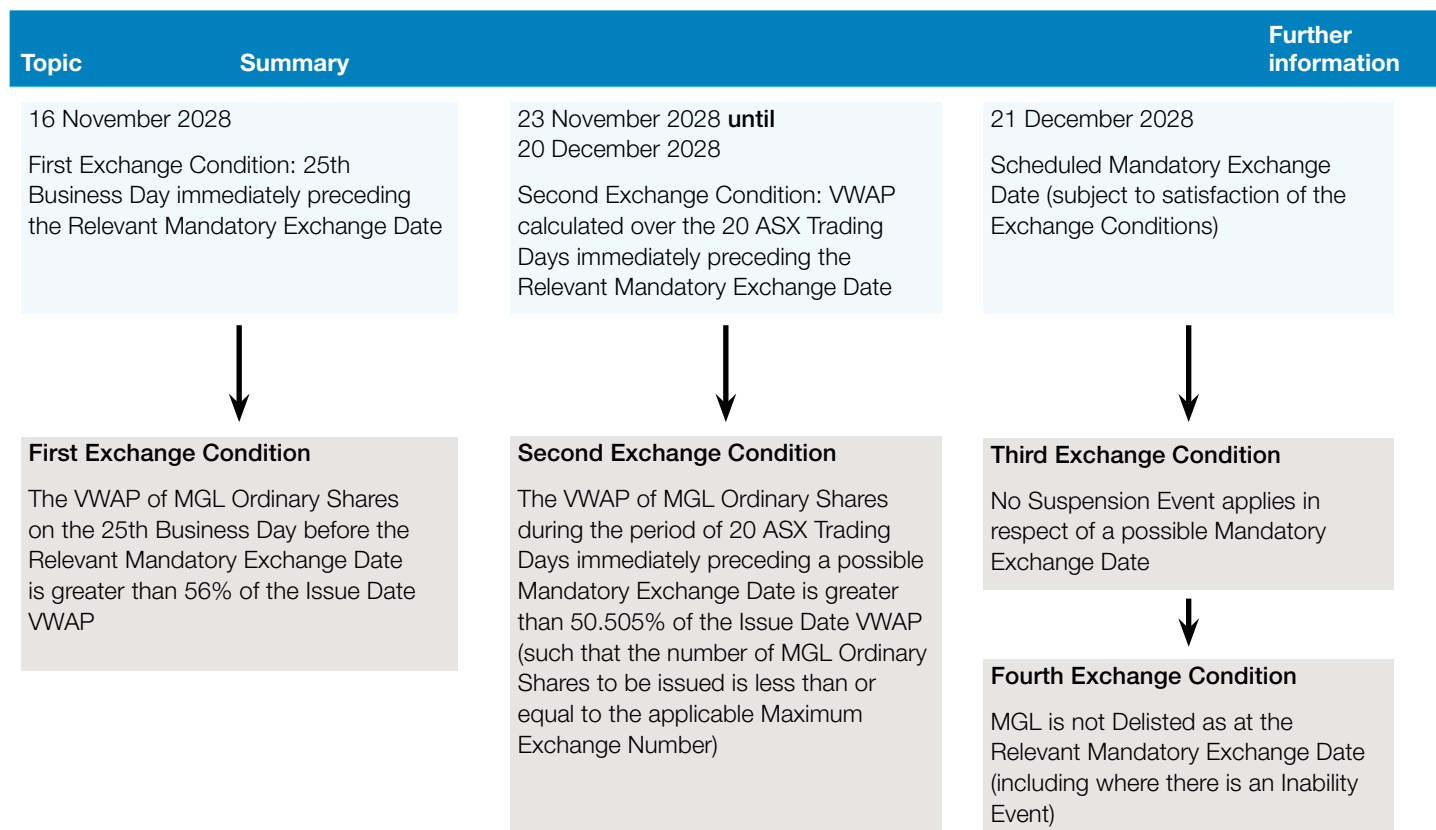 Topic
Summary
Further
information
16 November 2028
First Exchange Condition: 25th
Business Day immediately preceding
the Relevant Mandatory Exchange Date
23 November 2028 until
20 December 2028
Second Exchange Condition: VWAP
calculated over the 20 ASX Trading
Days immediately preceding the
Relevant Mandatory Exchange Date
21 December 2028
Scheduled Mandatory Exchange
Date (subject to satisfaction of the
Exchange Conditions)
First Exchange Condition
The VWAP of MGL Ordinary Shares
on the 25th Business Day before the
Relevant Mandatory Exchange Date
is greater than 56% of the Issue Date
VWAP
Second Exchange Condition
The VWAP of MGL Ordinary Shares
during the period of 20 ASX Trading
Days immediately preceding a possible
Mandatory Exchange Date is greater
than 50.505% of the Issue Date VWAP
(such that the number of MGL Ordinary
Shares to be issued is less than or
equal to the applicable Maximum
Exchange Number)
Third Exchange Condition
No Suspension Event applies in
respect of a possible Mandatory
Exchange Date
Fourth Exchange Condition
MGL is not Delisted as at the
Relevant Mandatory Exchange Date
(including where there is an Inability
Event)